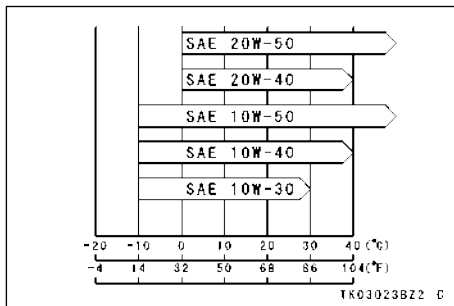 SAE 20W-50
SAE 20W-40
SAE 10W-50
SAE 10W-40
SAE 10W-30
-20 -10 0 10 20 30 40 (°C)
-4 14 32 50 68 86 104(°F)
TK03023BZ2 C